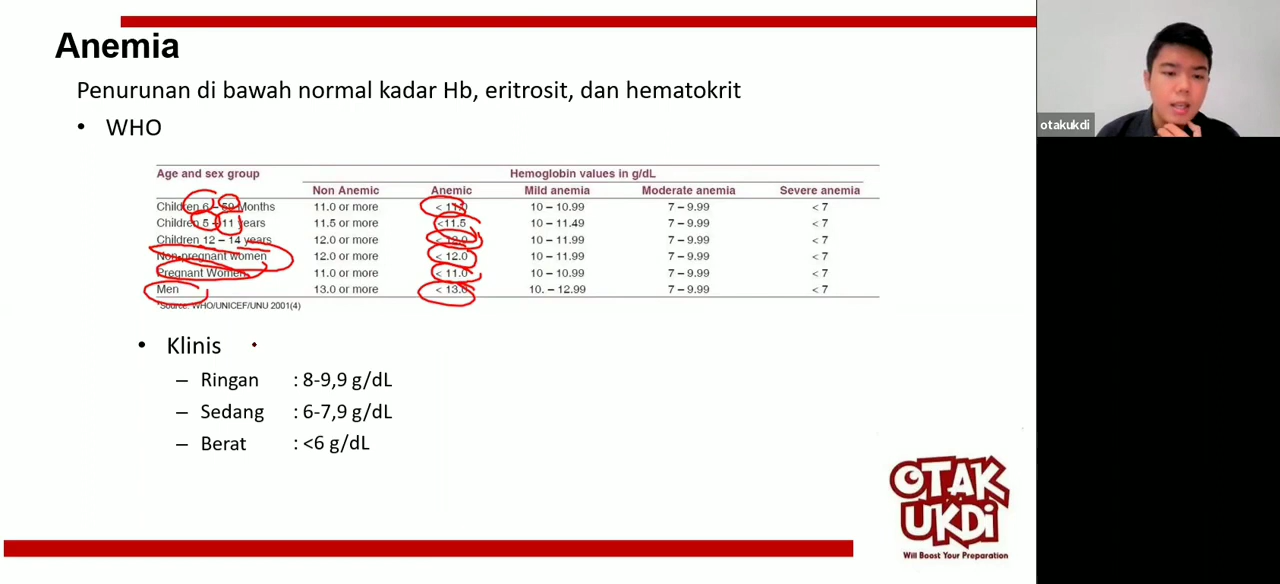 Anemia
Penurunan di bawah normal kadar Hb, eritrosit, dan hematokrit
• WHO
Age and sex group Hemoglobin values in g/dL
Non Anemic Anemic Mild anemia Moderate anemia Severe anemia
Children 6 – 59 Months 11.0 or more < 11.0 10 – 10.99 7 – 9.99 < 7
Children 5 – 11 years 11.5 or more <11.5 10 – 11.49 7 – 9.99 < 7
Children 12 – 14 years 12.0 or more < 12.0 10 – 11.99 7 – 9.99 < 7
Non-pregnant women 12.0 or more < 12.0 10 – 11.99 7 – 9.99 < 7
Pregnant Women 11.0 or more < 11.0 10 – 10.99 7 – 9.99 < 7
Men 13.0 or more < 13.0 10. – 12.99 7 – 9.99 < 7
*Source: WHO/UNICEF/UNU 2001(4)
• Klinis
– Ringan : 8-9,9 g/dL
– Sedang : 6-7,9 g/dL
– Berat : <6 g/dL
OTAK
UKDi
Will Boost Your Preparation
otakukdi